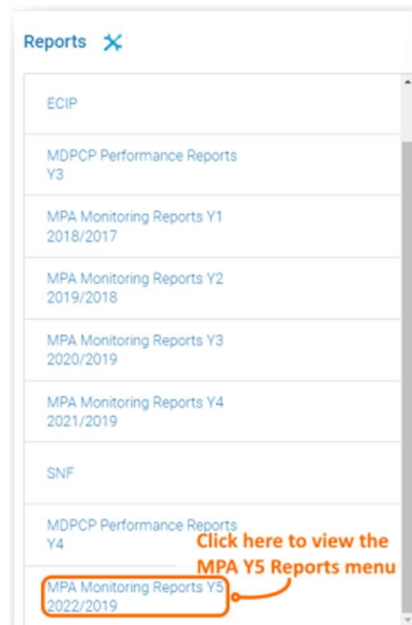 Reports
ECIP
MDPCP Performance Reports
Y3
MPA Monitoring Reports Y1
2018/2017
MPA Monitoring Reports Y2
2019/2018
MPA Monitoring Reports Y3
2020/2019
MPA Monitoring Reports Y4
2021/2019
SNF
MDPCP Performance Reports
Y4
Click here to view the
MPA Y5 Reports menu
MPA Monitoring Reports Y5
2022/2019